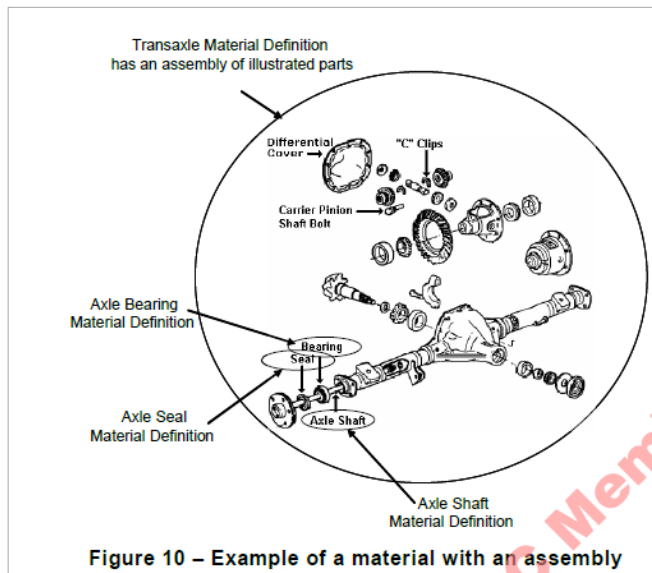 Transaxle Material Definition
has an assembly of illustrated parts
Differential
Cover
"C" Clips
Carrier Pinion
Shaft Bolt
Axle Bearing
Material Definition
Bearing
Seal
Axle Seal
Material Definition
Axle Shaft
Axle Shaft
Material Definition
C Mem
Figure 10 – Example of a material with an assembly